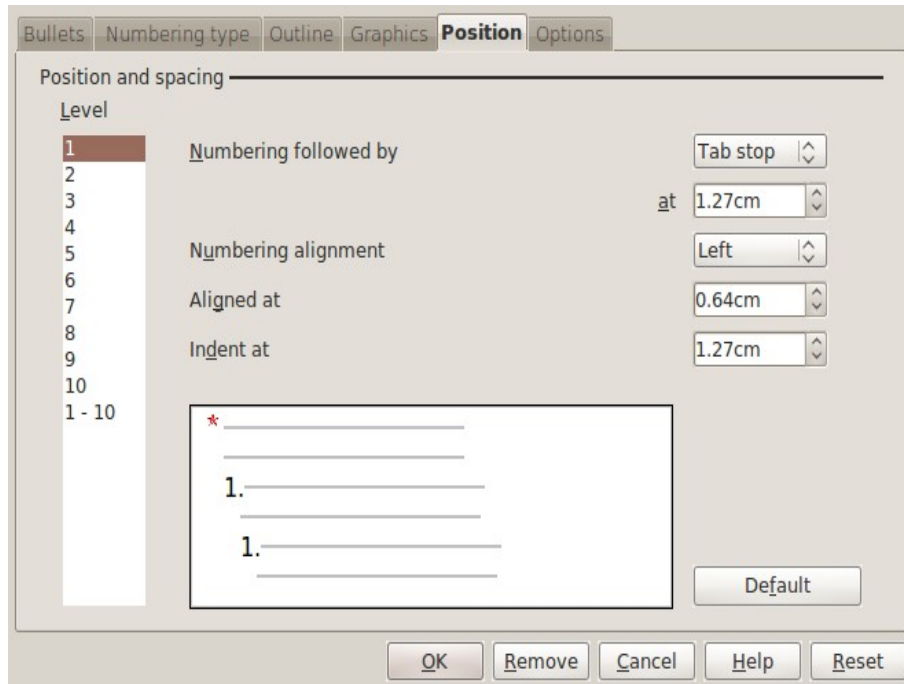 Bullets Numbering type Outline Graphics Position Options
Position and spacing
Level
1
2
3
4
5
6
7
8
9
10
1 - 10
Numbering followed by Tab stop
at 1.27cm
Numbering alignment Left
Aligned at 0.64cm
Indent at 1.27cm
*
1.
1.
Default
OK Remove Cancel Help Reset